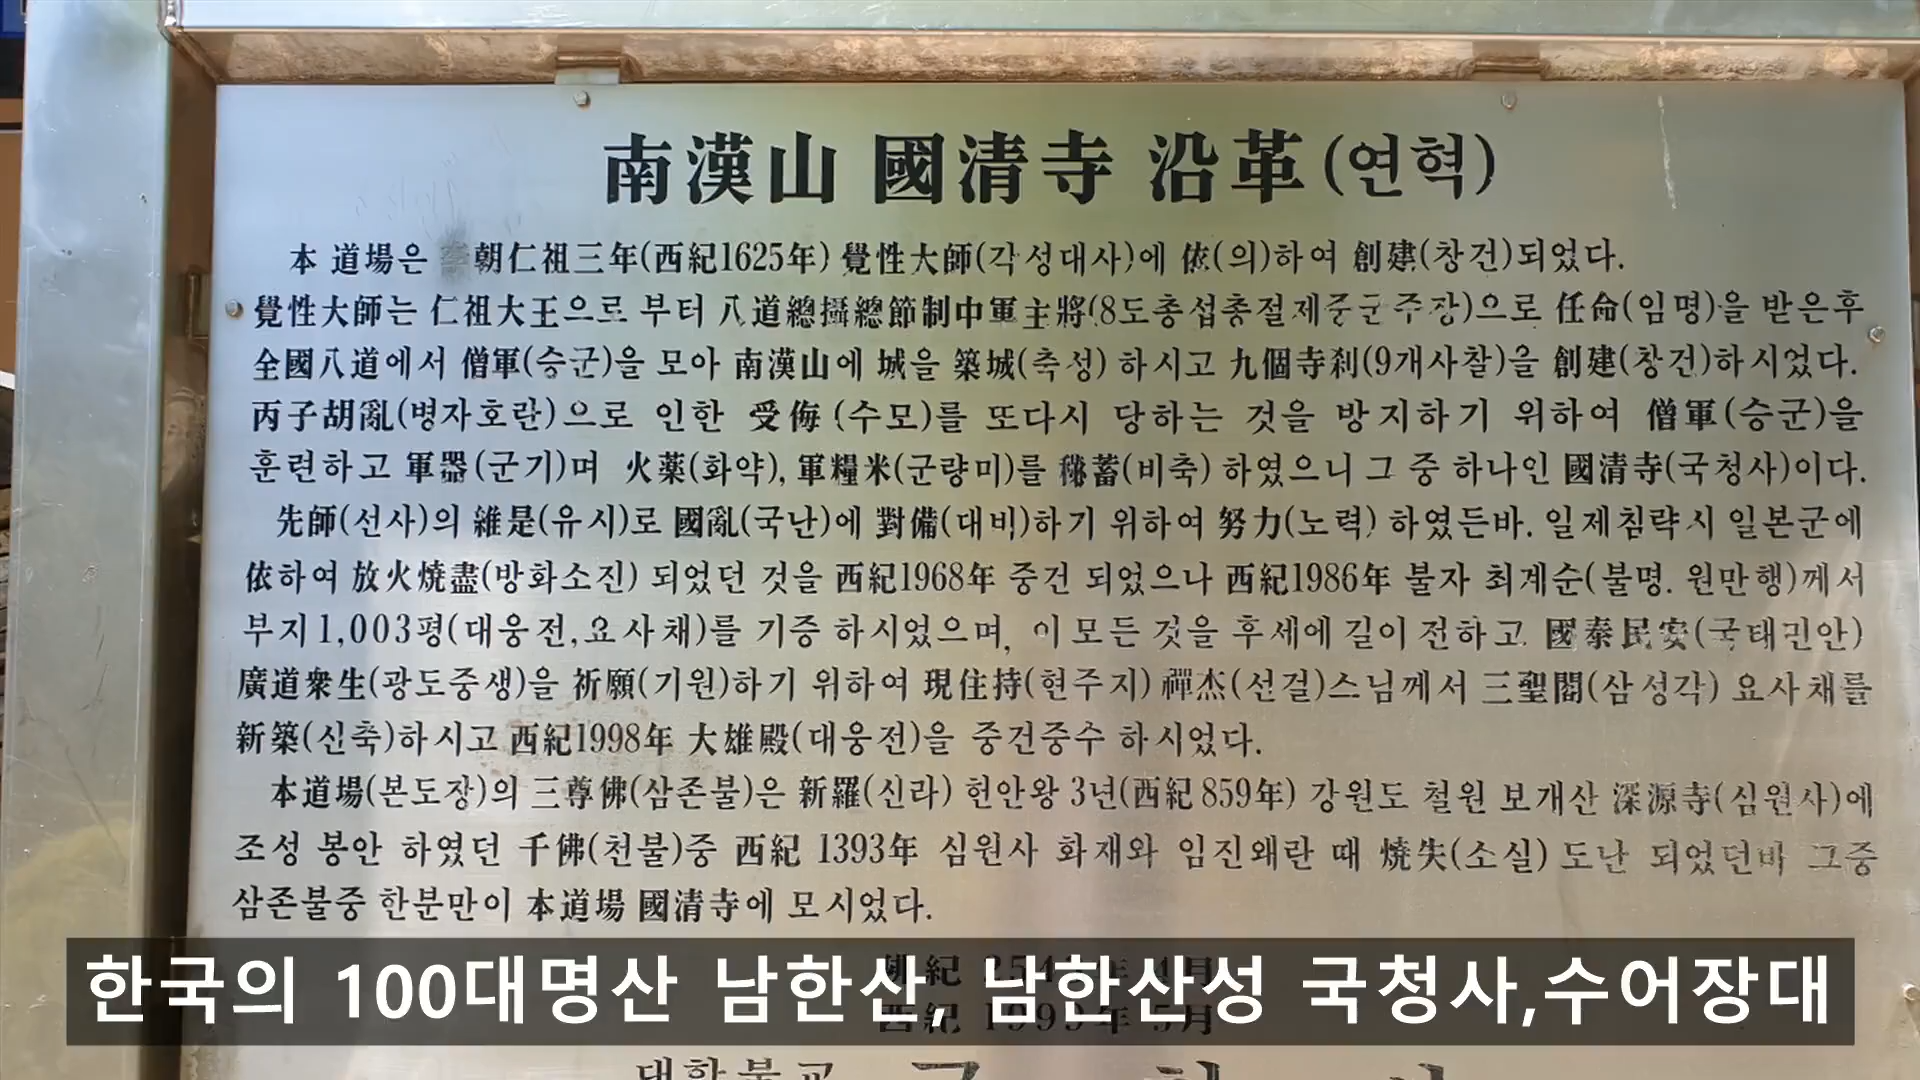 南漢山 國清寺 沿革(연혁)
本 道場은 朝仁祖三年(西紀1625年) 覺性大師(각성대사)에 依(의)하여 創建(창건)되었다.
覺性大師는 仁祖大王으로 부터 八道總攝總節制中軍主將(8도총섭총절제중군주장)으로 任命(임명)을 받은후
全國八道에서 僧軍(승군)을 모아 南漢山에 城을 築城(축성) 하시고 九個寺刹(9개사찰)을 創建(창건)하시었다.
丙子胡亂(병자호란)으로 인한 受侮(수모)를 또다시 당하는 것을 방지하기 위하여 僧軍(승군)을
훈련하고 軍器(군기)며 火薬(화약), 軍糧米(군량미)를 秘蓄(비축) 하였으니 그 중 하나인 國清寺(국청사)이다.
先師(선사)의 維是(유시)로 國亂(국난)에 對備(대비)하기 위하여 努力(노력) 하였든바. 일제침략시 일본군에
依하여 放火燒盡(방화소진) 되었던 것을 西紀1968年 중건 되었으나 西紀1986年 불자 최계순(불명. 원만행)께서
부지1,003평(대웅전,요사채)를 기증 하시었으며, 이모든 것을 후세에 길이 전하고 國泰民安(국태민안)
廣道衆生(광도중생)을 祈願(기원)하기 위하여 現住持(현주지) 禪杰(선걸)스님께서 三聖閣(삼성각) 요사채를
新築(신축)하시고 西紀1998年 大雄殿(대웅전)을 중건중수 하시었다.
本道場(본도장)의 三尊佛(삼존불)은 新羅(신라) 헌안왕 3년(西紀 859年) 강원도 철원 보개산 深源寺(심원사)에
조성 봉안 하였던 千佛(천불)중 西紀 1393年 심원사 화재와 임진왜란 때 燒失(소실) 도난 되었던바 그중
삼존불중 한분만이 本道場 國清寺에 모시었다.
한국의 100대명산 남한산, 남한산성 국청사,수어장대
대한불교